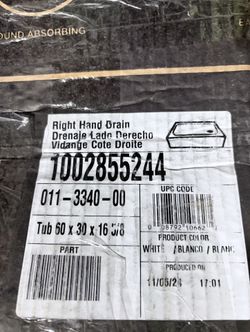 OUND ABSORBING
EA
Right Hand Drain
Drenaje Lado Derecho
Vidange Cote Droite
1002855244
011-3340-00
UPC CODE
Tub 60 x 30 x 16 5/8
PART
PRODUCT COLOR
WHITE /BLANCO /BLANC
PRODUCED ON
17:01